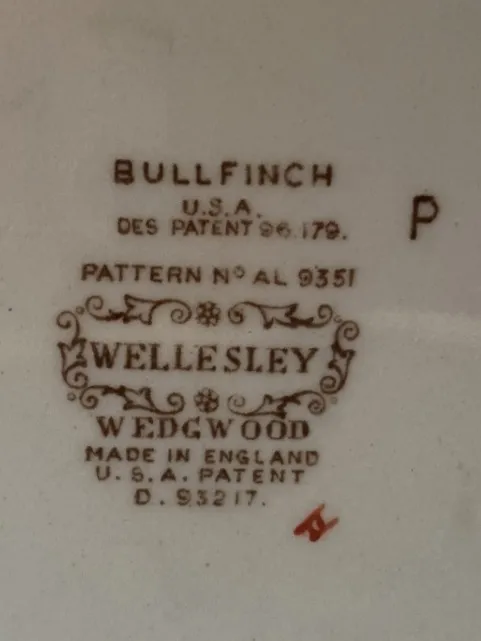 BULLFINCH
U.S.A.
DES PATENT 96.179.
P
PATTERN Nº AL 9351
WELLESLEY
WEDGWOOD
MADE IN ENGLAND
U.S.A. PATENT
D. 93217.